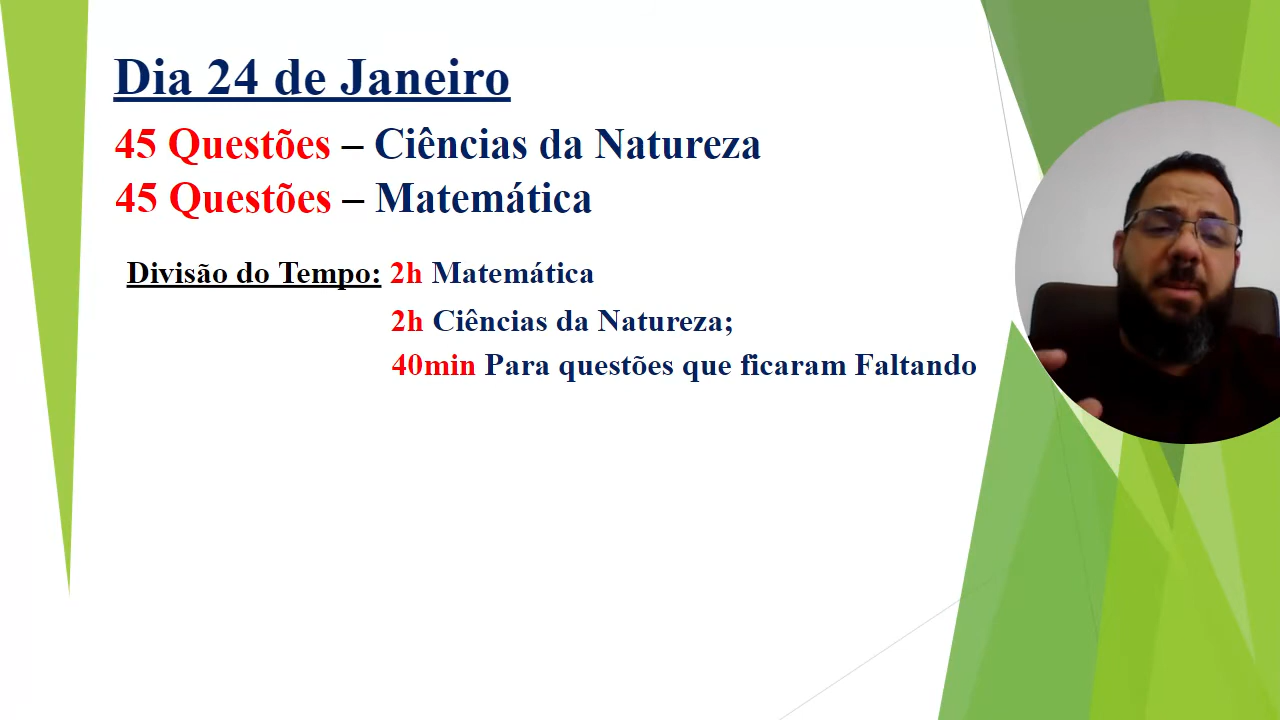 Dia 24 de Janeiro
45 Questões – Ciências da Natureza
45 Questões – Matemática
Divisão do Tempo: 2h Matemática
2h Ciências da Natureza;
40min Para questões que ficaram Faltando